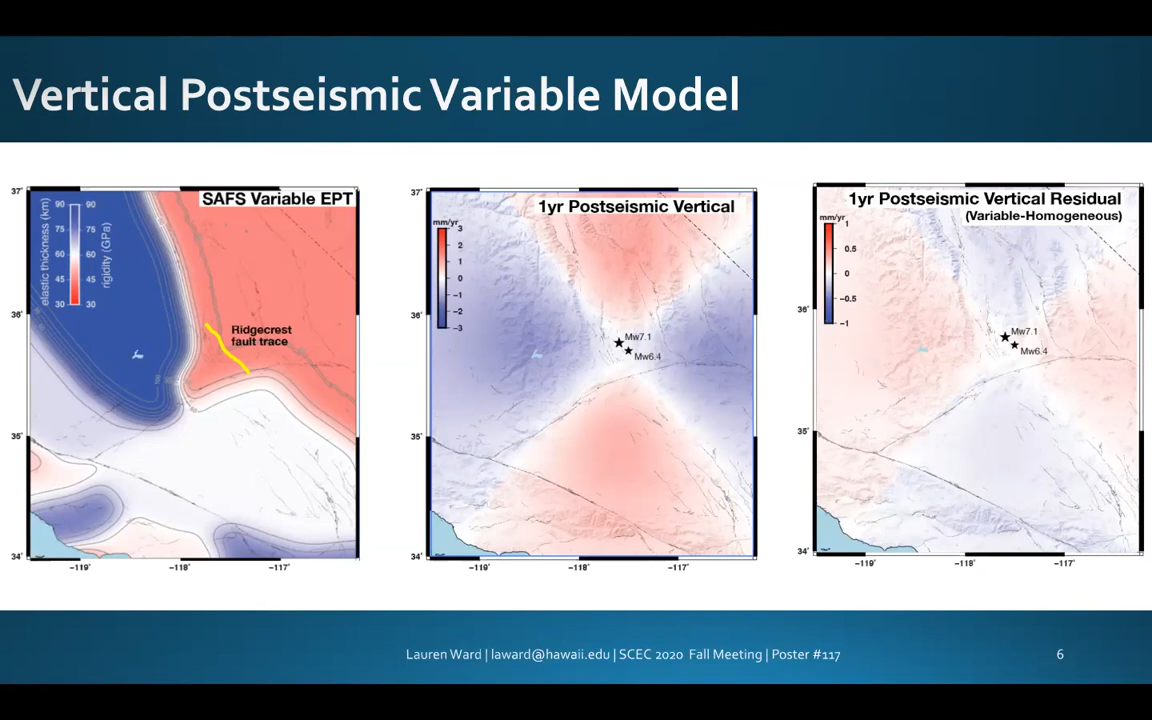 Vertical Postseismic Variable Model
SAFS Variable EPT
elastic thickness (km)
90
75
60
45
30
90
75
60
45
30
rigidity (GPa)
Ridgecrest
fault trace
37˚
36˚
35˚
34˚
−119˚
−118˚
−117˚
1yr Postseismic Vertical
mm/yr
3
2
1
0
−1
−2
−3
Mw7.1
Mw6.4
37˚
36˚
35˚
34˚
−119˚
−118˚
−117˚
1yr Postseismic Vertical Residual
(Variable-Homogeneous)
mm/yr
1
0.5
0
−0.5
−1
Mw7.1
Mw6.4
36˚
35˚
34˚
−119˚
−118˚
−117˚
Lauren Ward | laward@hawaii.edu | SCEC 2020 Fall Meeting | Poster #117
6